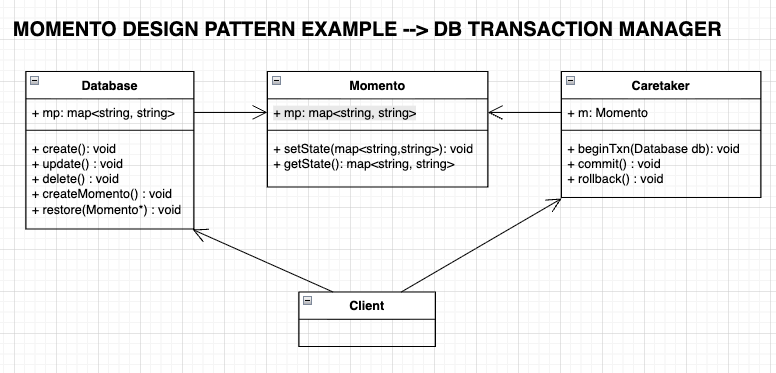 MOMENTO DESIGN PATTERN EXAMPLE --> DB TRANSACTION MANAGER
Database
+ mp: map<string, string>
+ create(): void
+ update() : void
+ delete() : void
+ createMomento() : void
+ restore(Momento*) : void
Momento
+ mp: map<string, string>
+ setState(map<string,string>): void
+ getState(): map<string, string>
Caretaker
+ m: Momento
+ beginTxn(Database db): void
+ commit() : void
+ rollback() : void
Client